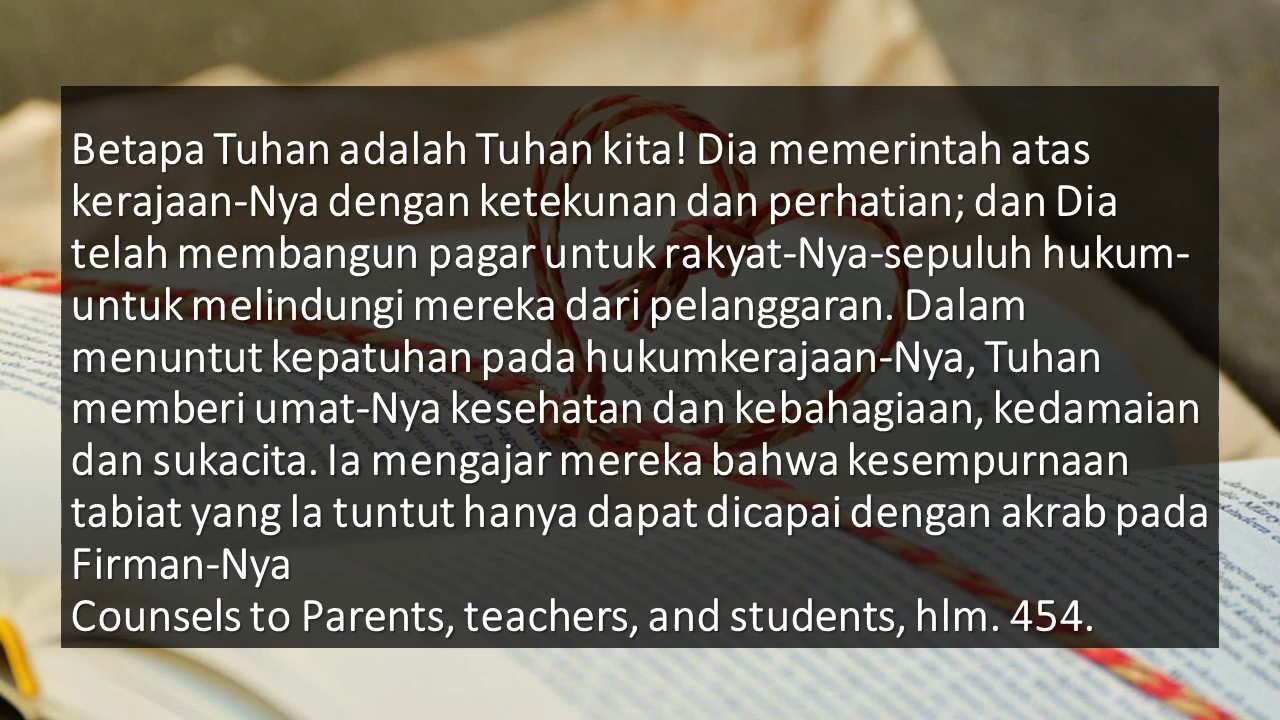 Betapa Tuhan adalah Tuhan kita! Dia memerintah atas
kerajaan-Nya dengan ketekunan dan perhatian; dan Dia
telah membangun pagar untuk rakyat-Nya-sepuluh hukum-
untuk melindungi mereka dari pelanggaran. Dalam
menuntut kepatuhan pada hukumkerajaan-Nya, Tuhan
memberi umat-Nya kesehatan dan kebahagiaan, kedamaian
dan sukacita. Ia mengajar mereka bahwa kesempurnaan
tabiat yang la tuntut hanya dapat dicapai dengan akrab pada
Firman-Nya
Counsels to Parents, teachers, and students, hlm. 454.